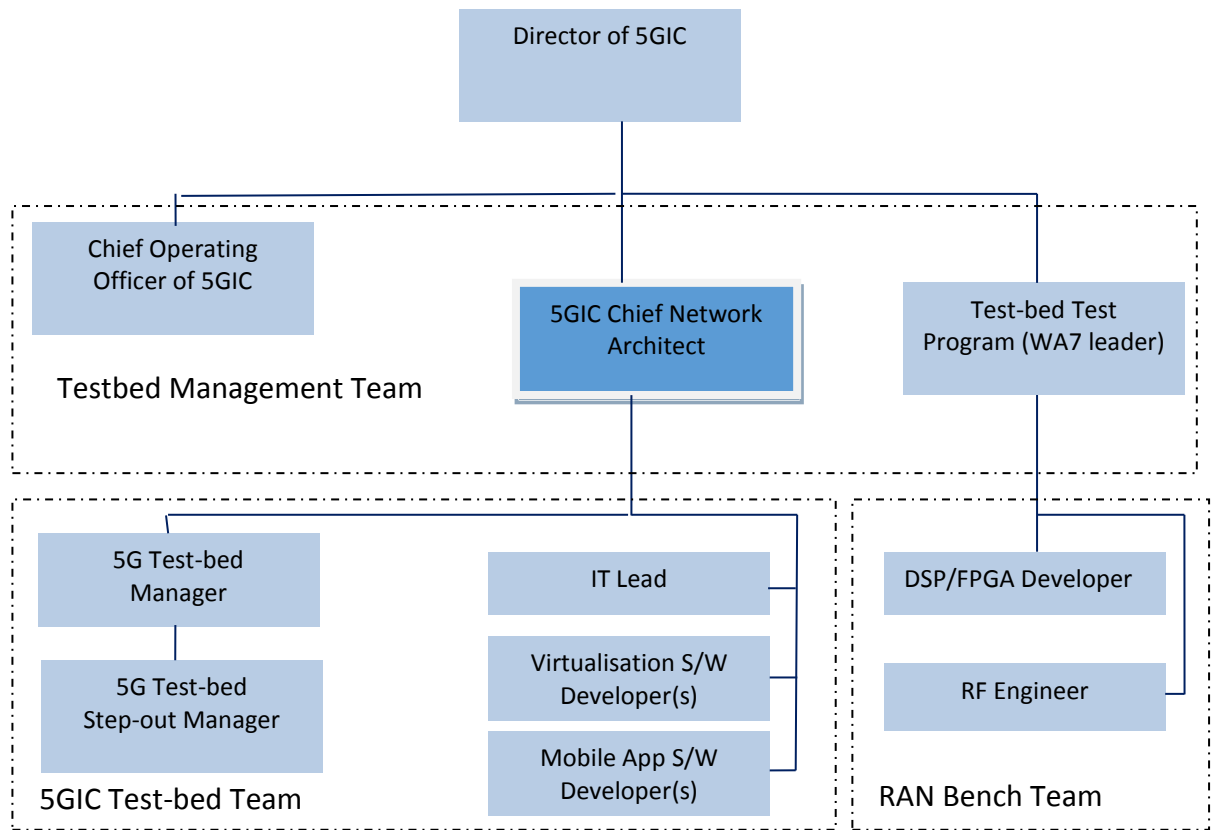 Director of 5GIC
Chief Operating
Officer of 5GIC
5GIC Chief Network
Architect
Test-bed Test
Program (WA7 leader)
Testbed Management Team
5G Test-bed
Manager
IT Lead
DSP/FPGA Developer
Virtualisation S/W
Developer(s)
5G Test-bed
Step-out Manager
RF Engineer
Mobile App S/W
Developer(s)
5GIC Test-bed Team
RAN Bench Team